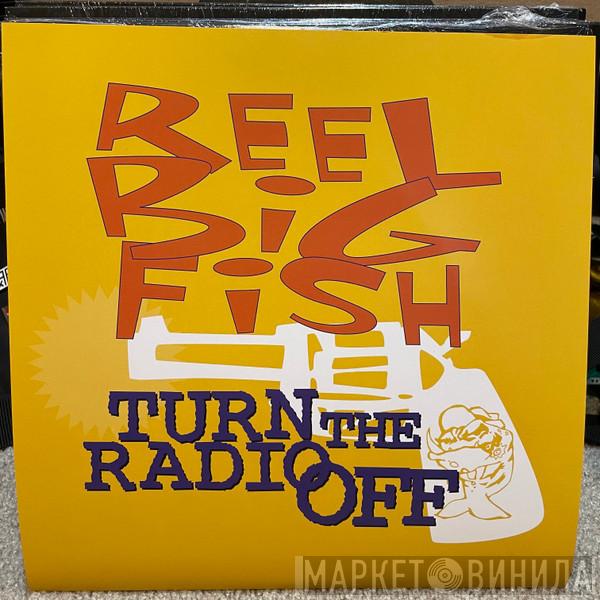 REEL
BiG
FiSH
TURN THE
RADIO OFF
МАРКЕТ ВИНИЛА